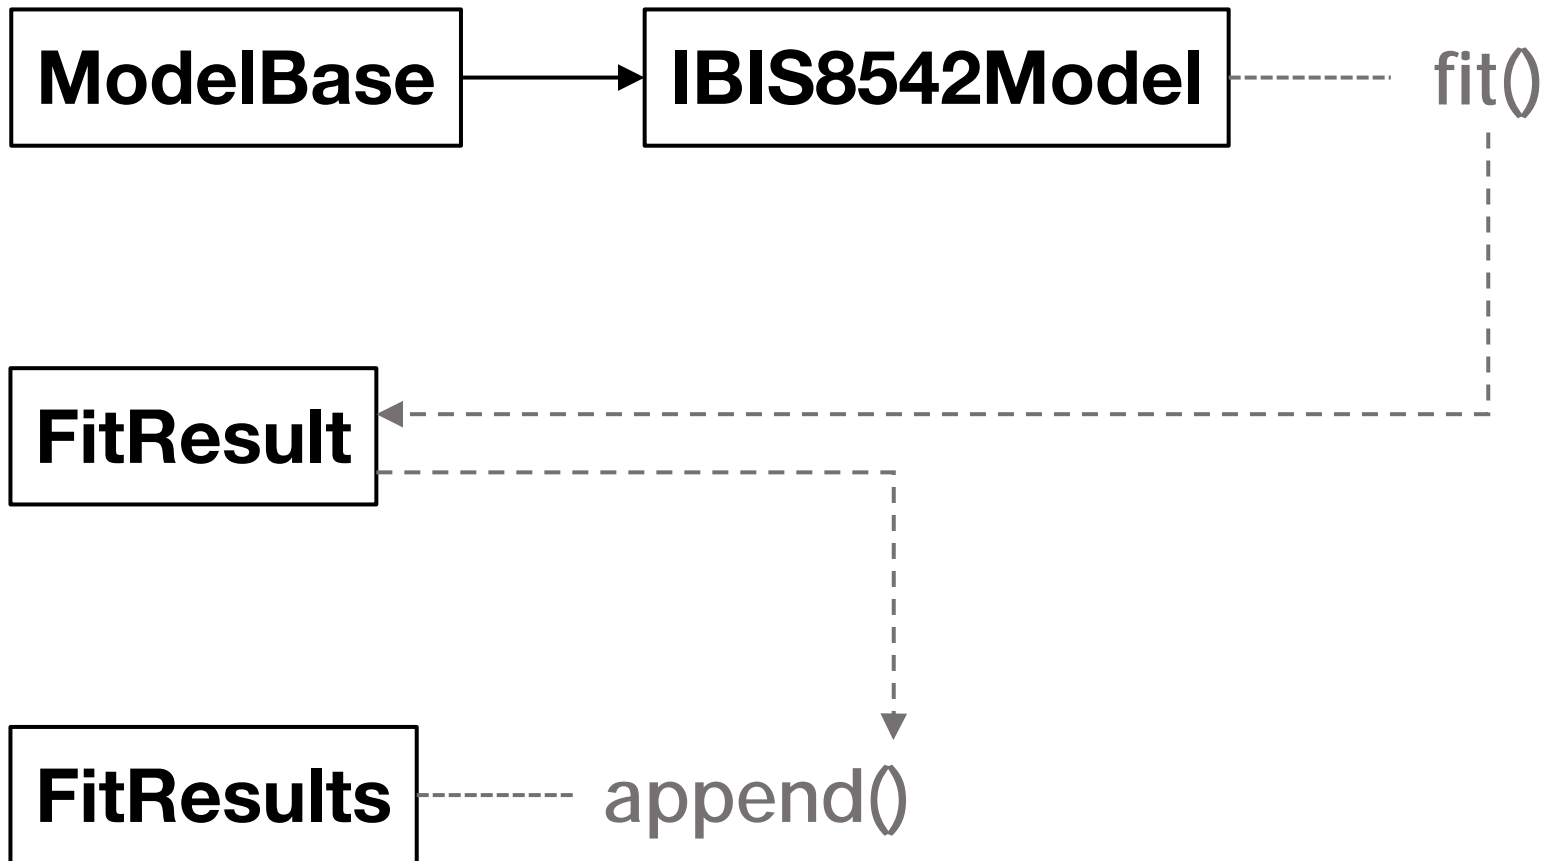 ModelBase
IBIS8542Model
fit()
FitResult
FitResults
append()